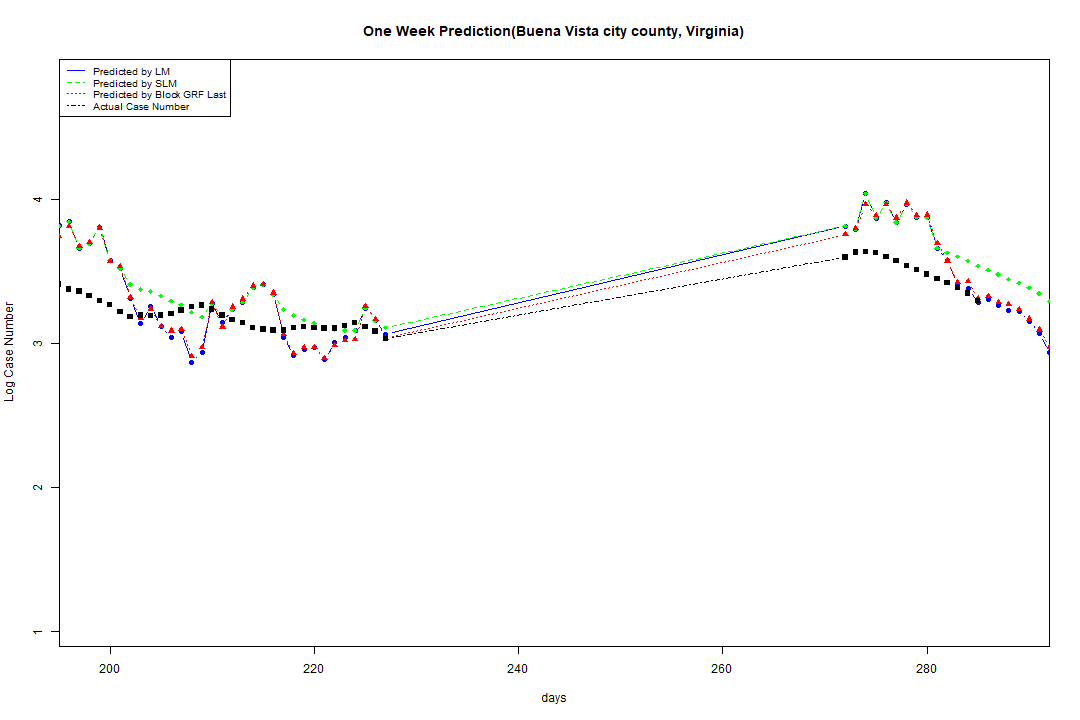 One Week Prediction(Buena Vista city county, Virginia)
Predicted by LM
Predicted by SLM
Predicted by Block GRF Last
Actual Case Number
Log Case Number
4
3
2
1
200
220
240
260
280
days